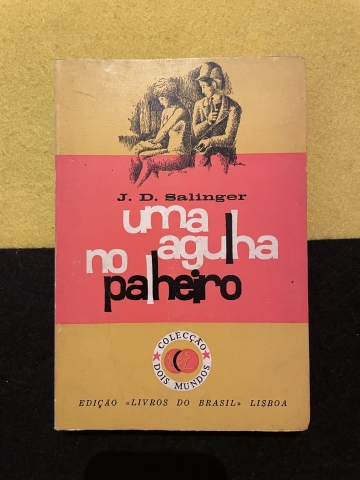 J. D. Salinger
uma
agulha
no
palheiro
COLECÇÃO
DOIS MUNDOS
EDIÇÃO «LIVROS DO BRASIL» LISBOA